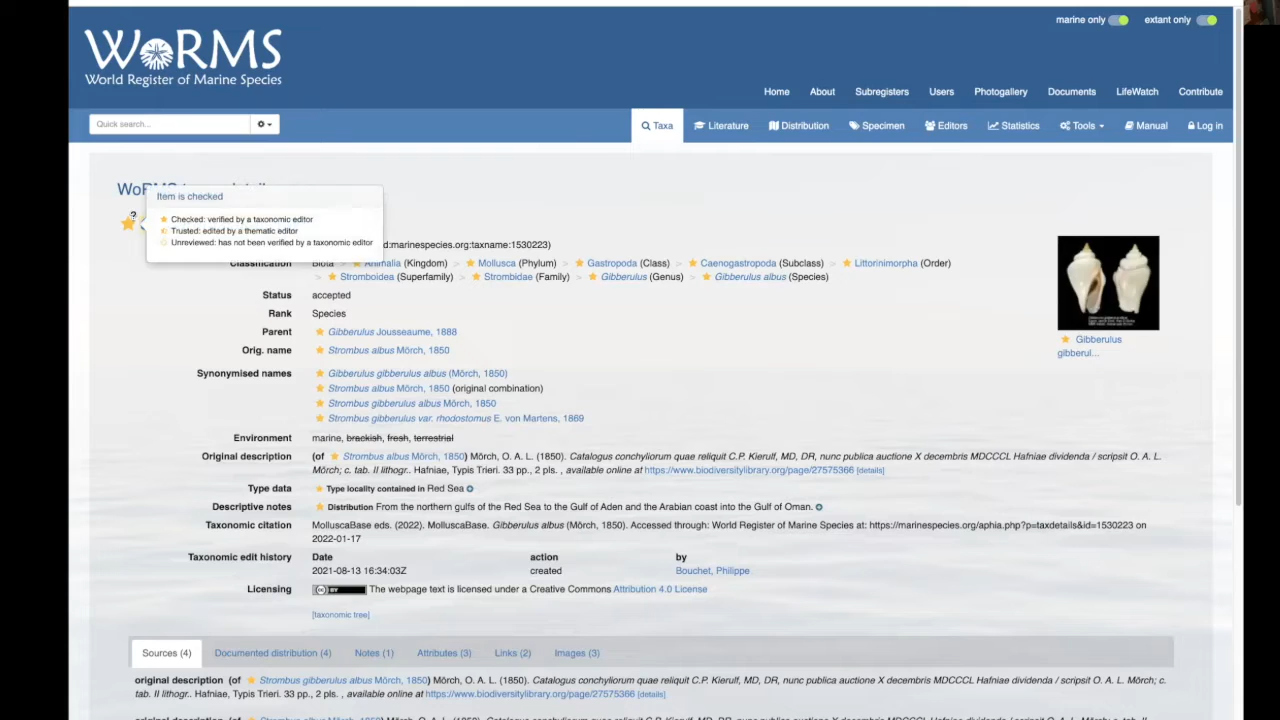 marine only extant only
WoRMS
World Register of Marine Species
Home About Subregisters Users Photogallery Documents LifeWatch Contribute
Quick search...
Taxa Literature Distribution Specimen Editors Statistics Tools Manual Log in
Item is checked
?
Checked: verified by a taxonomic editor
Trusted: edited by a thematic editor
Unreviewed: has not been verified by a taxonomic editor
d:marinespecies.org:taxname:1530223)
Classification Biota > Animalia (Kingdom) > Mollusca (Phylum) > Gastropoda (Class) > Caenogastropoda (Subclass) > Littorinimorpha (Order)
> Stromboidea (Superfamily) > Strombidae (Family) > Gibberulus (Genus) > Gibberulus albus (Species)
Status accepted
Rank Species
Parent Gibberulus Jousseaume, 1888
Orig. name Strombus albus Mörch, 1850
Gibberulus
gibberul...
Synonymised names Gibberulus gibberulus albus (Mörch, 1850)
Strombus albus Mörch, 1850 (original combination)
Strombus gibberulus albus Mörch, 1850
Strombus gibberulus var. rhodostomus E. von Martens, 1869
Environment marine, brackish, fresh, terrestrial
Original description (of Strombus albus Mörch, 1850) Mörch, O. A. L. (1850). Catalogus conchyliorum quae reliquit C.P. Kierulf, MD, DR, nunc publica auctione X decembris MDCCCL Hafniae dividenda / scripsit O. A. L.
Mörch; c. tab. II lithogr.. Hafniae, Typis Trieri. 33 pp., 2 pls. , available online at https://www.biodiversitylibrary.org/page/27575366 [details]
Type data Type locality contained in Red Sea
Descriptive notes Distribution From the northern gulfs of the Red Sea to the Gulf of Aden and the Arabian coast into the Gulf of Oman.
Taxonomic citation MolluscaBase eds. (2022). MolluscaBase. Gibberulus albus (Mörch, 1850). Accessed through: World Register of Marine Species at: https://marinespecies.org/aphia.php?p=taxdetails&id=1530223 on
2022-01-17
Taxonomic edit history Date action by
2021-08-13 16:34:03Z created Bouchet, Philippe
Licensing The webpage text is licensed under a Creative Commons Attribution 4.0 License
[taxonomic tree]
Sources (4) Documented distribution (4) Notes (1) Attributes (3) Links (2) Images (3)
original description (of Strombus gibberulus albus Mörch, 1850) Mörch, O. A. L. (1850). Catalogus conchyliorum quae reliquit C.P. Kierulf, MD, DR, nunc publica auctione X decembris MDCCCL Hafniae dividenda / scripsit O. A. L. Mörch; c.
tab. II lithogr.. Hafniae, Typis Trieri. 33 pp., 2 pls. , available online at https://www.biodiversitylibrary.org/page/27575366 [details]